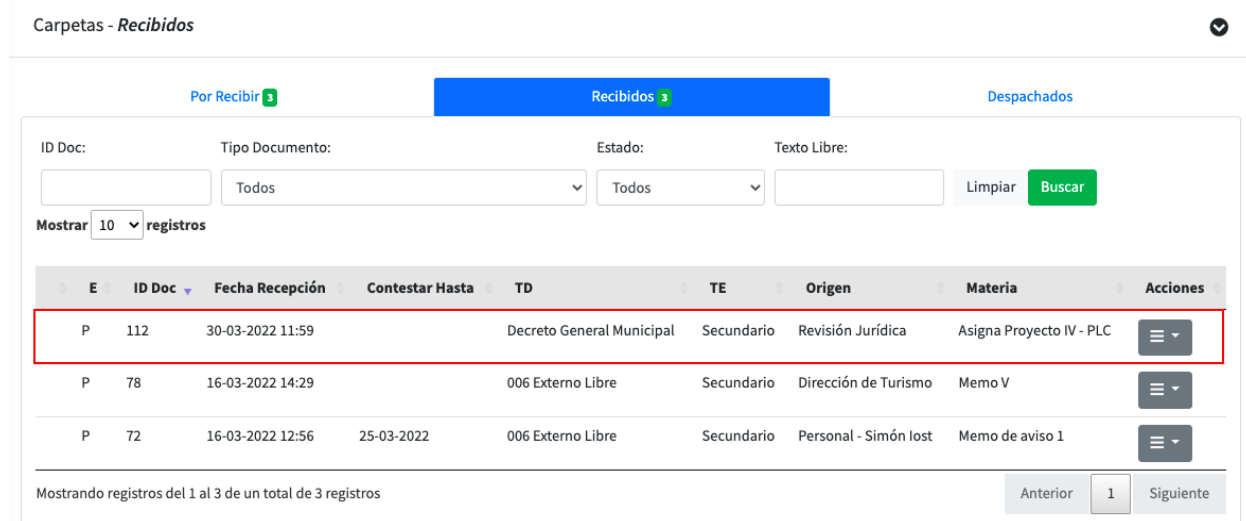 Carpetas - Recibidos
Por Recibir 3 Recibidos 3 Despachados
ID Doc: Tipo Documento: Estado: Texto Libre:
Todos Todos Limpiar Buscar
Mostrar 10 registros
E ID Doc Fecha Recepción Contestar Hasta TD TE Origen Materia Acciones
P 112 30-03-2022 11:59 Decreto General Municipal Secundario Revisión Jurídica Asigna Proyecto IV - PLC
P 78 16-03-2022 14:29 006 Externo Libre Secundario Dirección de Turismo Memo V
P 72 16-03-2022 12:56 25-03-2022 006 Externo Libre Secundario Personal - Simón Iost Memo de aviso 1
Mostrando registros del 1 al 3 de un total de 3 registros Anterior 1 Siguiente